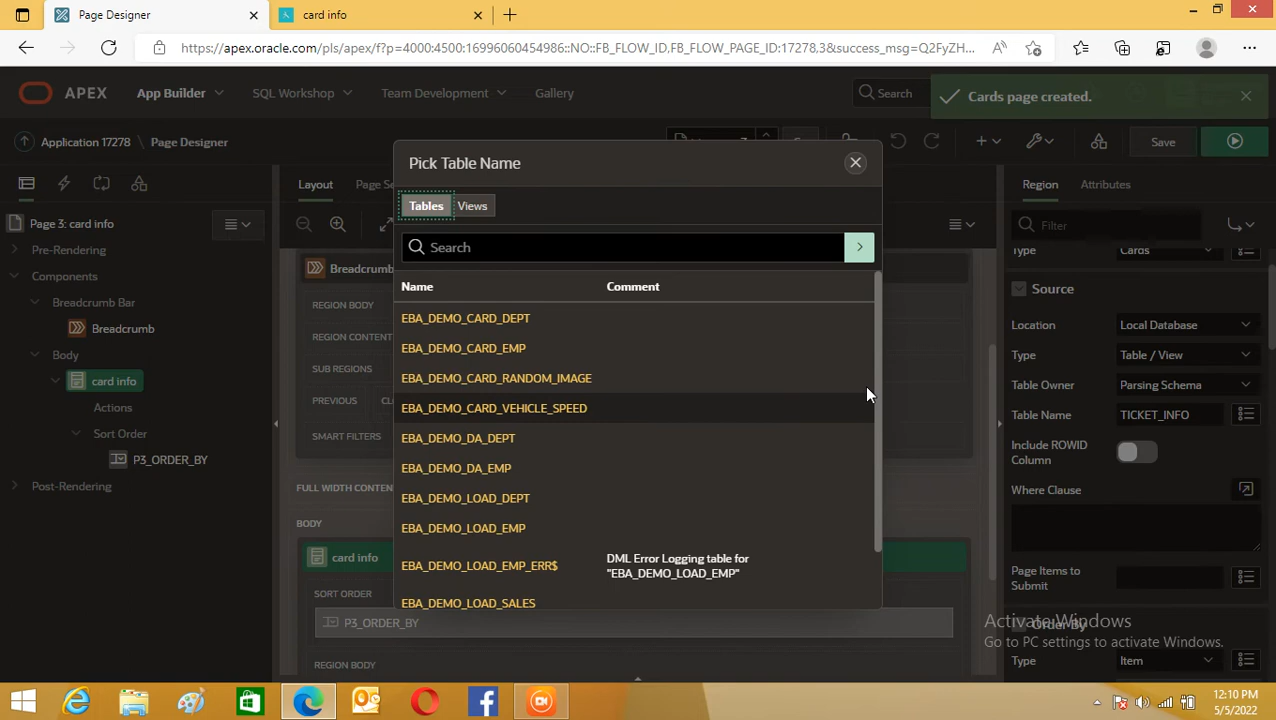 Page Designer
card info
https://apex.oracle.com/pls/apex/f?p=4000:4500:16996060454986::NO::FB_FLOW_ID,FB_FLOW_PAGE_ID:17278,3&success_msg=Q2FyZH...
APEX
App Builder
SQL Workshop
Team Development
Gallery
Search
Cards page created.
Application 17278
Page Designer
Save
Pick Table Name
Tables
Views
Search
Name
Comment
EBA_DEMO_CARD_DEPT
EBA_DEMO_CARD_EMP
EBA_DEMO_CARD_RANDOM_IMAGE
EBA_DEMO_CARD_VEHICLE_SPEED
EBA_DEMO_DA_DEPT
EBA_DEMO_DA_EMP
EBA_DEMO_LOAD_DEPT
EBA_DEMO_LOAD_EMP
EBA_DEMO_LOAD_EMP_ERR$
DML Error Logging table for
"EBA_DEMO_LOAD_EMP"
EBA_DEMO_LOAD_SALES
Page 3: card info
Pre-Rendering
Components
Breadcrumb Bar
Breadcrumb
Body
card info
Actions
Sort Order
P3_ORDER_BY
Post-Rendering
Layout
Breadcrumb
REGION BODY
REGION CONTENT
SUB REGIONS
PREVIOUS
SMART FILTERS
FULL WIDTH CONTEN
BODY
card info
SORT ORDER
P3_ORDER_BY
REGION BODY
Region
Attributes
Filter
Type
Cards
Source
Location
Local Database
Type
Table / View
Table Owner
Parsing Schema
Table Name
TICKET_INFO
Include ROWID
Column
Where Clause
Page Items to
Submit
Order By
Type
Item
Activate Windows
Go to PC settings to activate Windows.
12:10 PM
5/5/2022